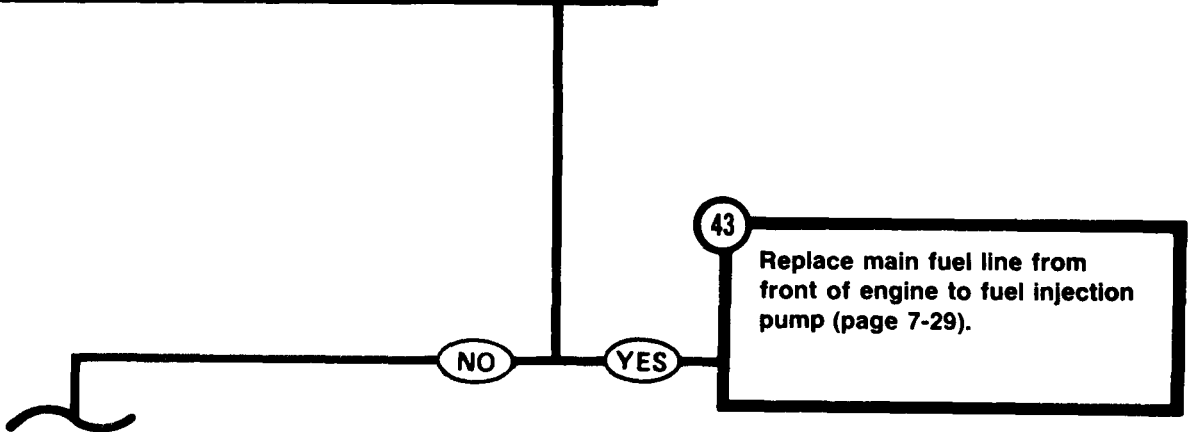 43
Replace main fuel line from
front of engine to fuel injection
pump (page 7-29).
NO
YES